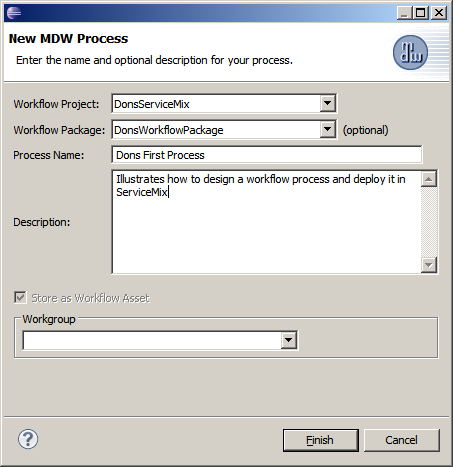 New MDW Process
Enter the name and optional description for your process.
Workflow Project: DonsServiceMix
Workflow Package: DonsWorkflowPackage (optional)
Process Name: Dons First Process
Description: Illustrates how to design a workflow process and deploy it in
ServiceMix
Store as Workflow Asset
Workgroup
? Finish Cancel